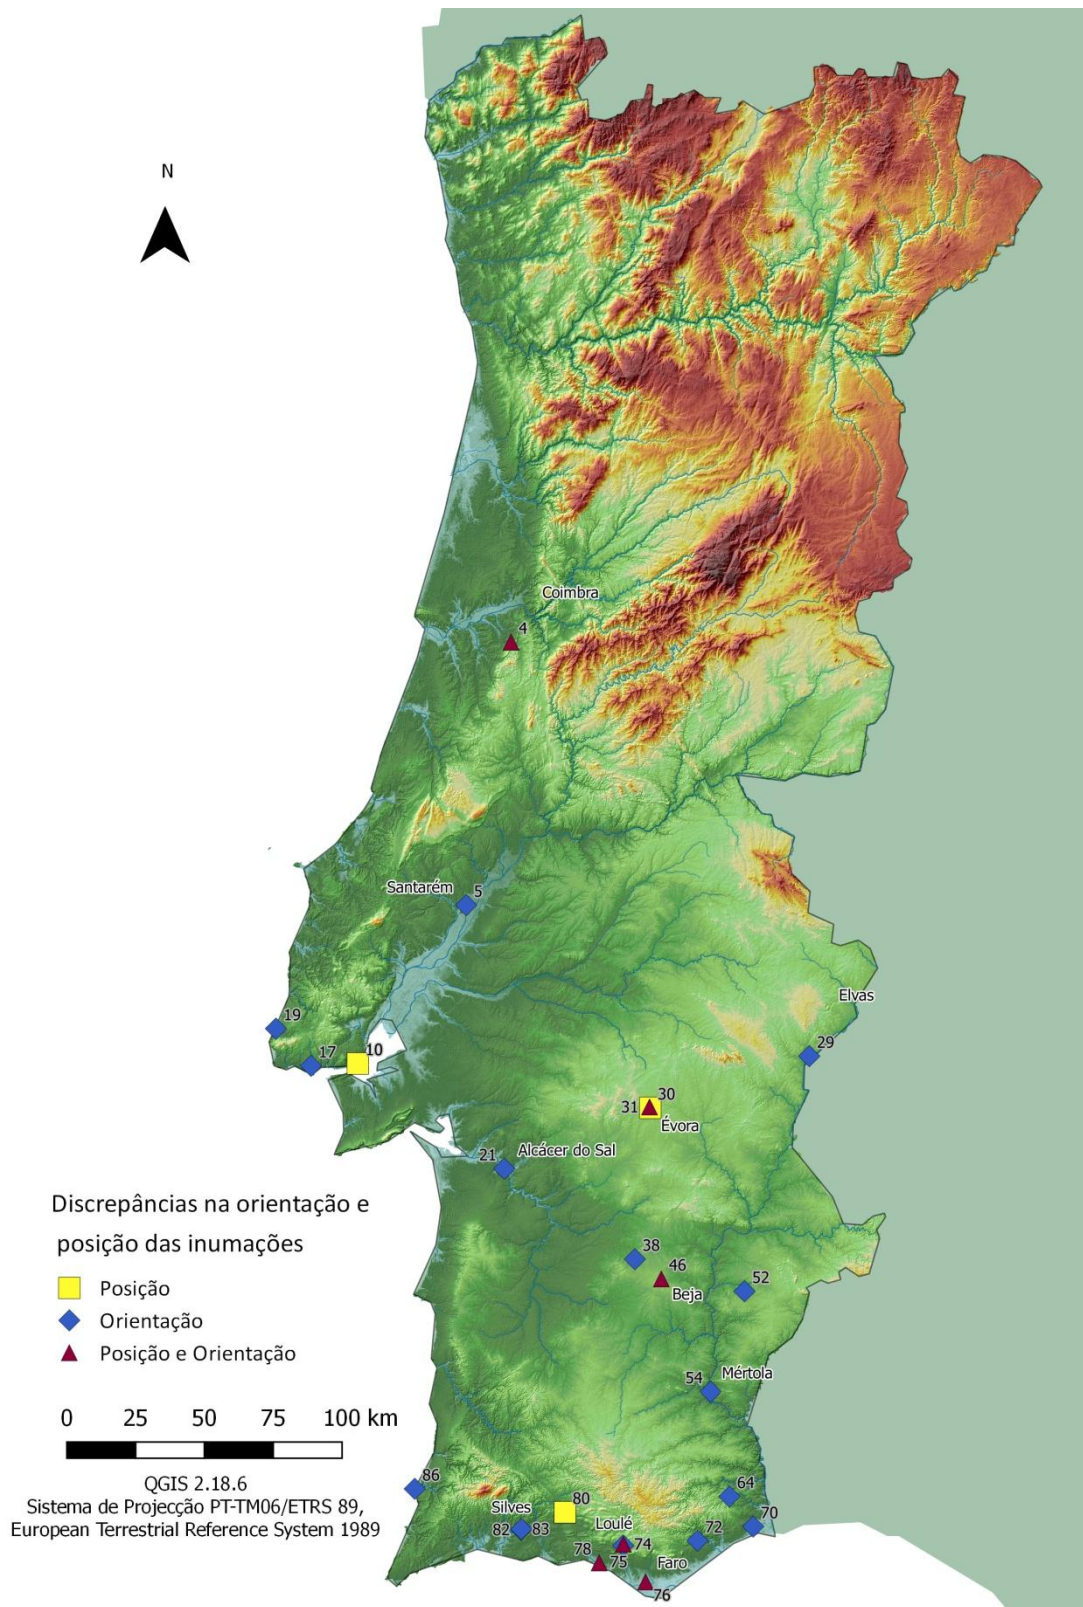 N
Coimbra
4
Santarém
5
Elvas
19
17
10
29
31
30
Évora
21
Alcácer do Sal
Discrepâncias na orientação e
posição das inumações
38
46
52
Posição
Beja
Orientação
Posição e Orientação
54
Mértola
0 25 50 75 100 km
QGIS 2.18.6
Sistema de Projecção PT-TM06/ETRS 89,
European Terrestrial Reference System 1989
86
64
80
Silves
82
83
Loulé
70
72
74
78
75
Faro
76